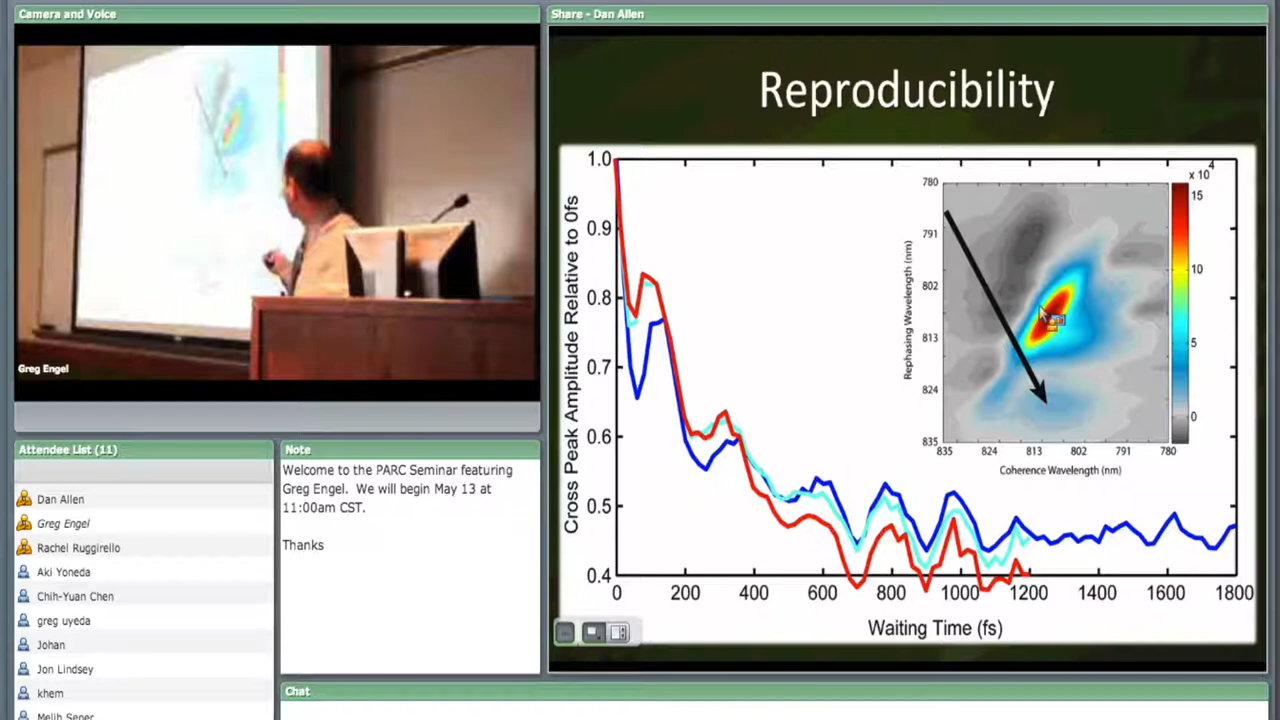 Camera and Voice
Greg Engel
Attendee List (11)
Dan Allen
Greg Engel
Rachel Ruggirello
Aki Yoneda
Chih-Yuan Chen
greg uyeda
Johan
Jon Lindsey
khem
Melih Sener
Note
Welcome to the PARC Seminar featuring
Greg Engel. We will begin May 13 at
11:00am CST.
Thanks
Share - Dan Allen
Reproducibility
Cross Peak Amplitude Relative to 0fs
1.0
0.9
0.8
0.7
0.6
0.5
0.4
0 200 400 600 800 1000 1200 1400 1600 1800
Waiting Time (fs)
Rephasing Wavelength (nm)
780
791
802
813
824
835
835 824 813 802 791 780
Coherence Wavelength (nm)
x 10⁴
15
10
5
0
Chat